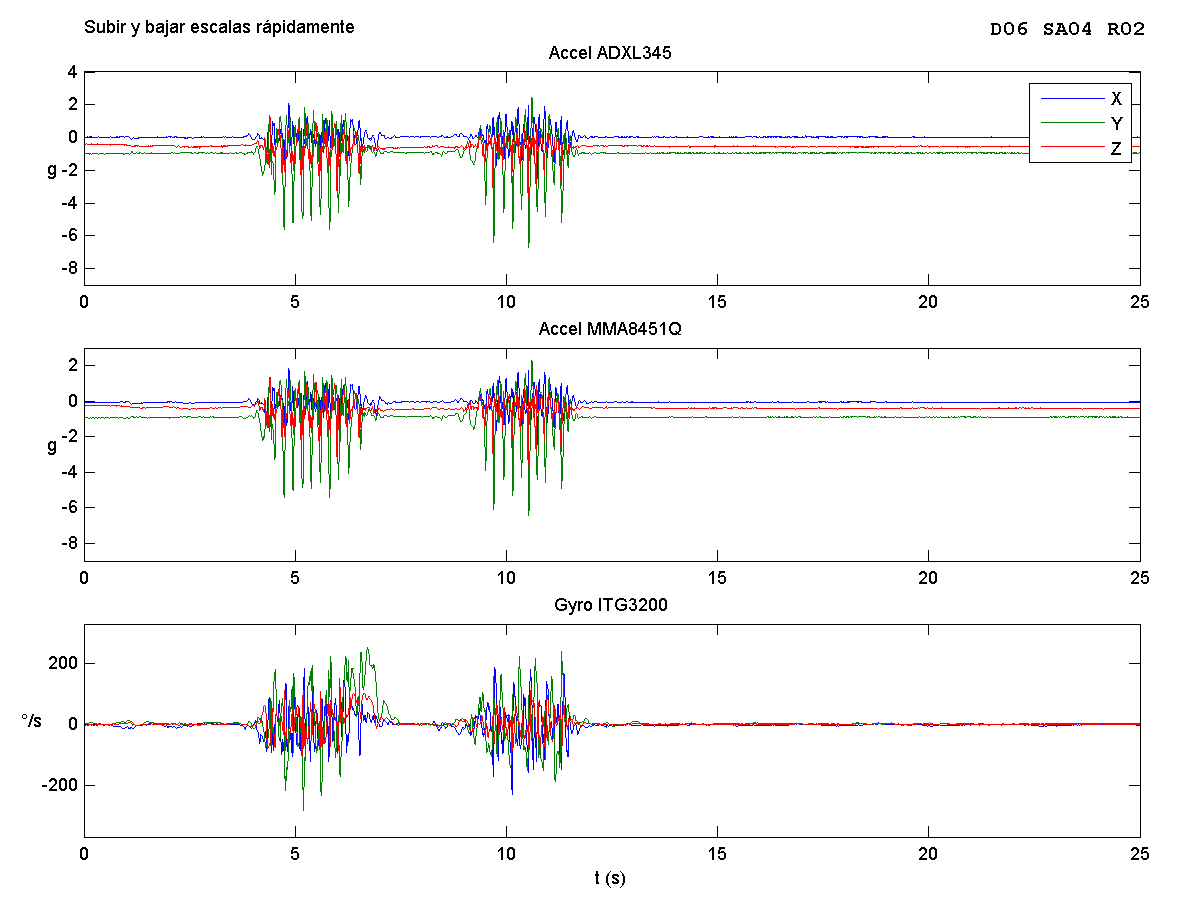 Subir y bajar escalas rápidamente
D06 SA04 R02
Accel ADXL345
4
2
0
-2
-4
-6
-8
g
X
Y
Z
0 5 10 15 20 25
Accel MMA8451Q
2
0
-2
-4
-6
-8
g
0 5 10 15 20 25
Gyro ITG3200
200
0
-200
°/s
0 5 10 15 20 25
t (s)